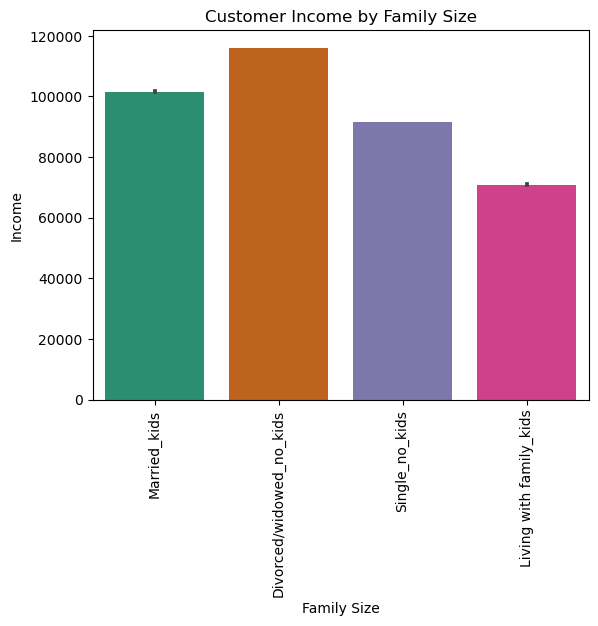 Customer Income by Family Size
120000
100000
80000
60000
40000
20000
0
Income
Married_kids
Divorced/widowed_no_kids
Single_no_kids
Living with family_kids
Family Size